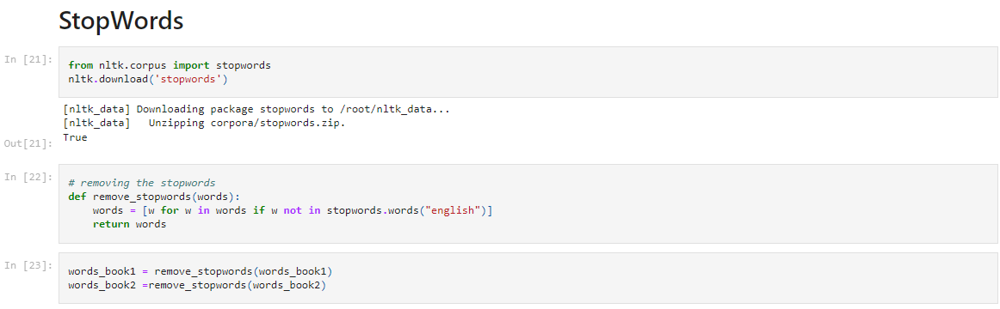 StopWords
In [21]:
from nltk.corpus import stopwords
nltk.download('stopwords')
[nltk_data] Downloading package stopwords to /root/nltk_data...
[nltk_data]   Unzipping corpora/stopwords.zip.
Out[21]:
True
In [22]:
# removing the stopwords
def remove_stopwords(words):
    words = [w for w in words if w not in stopwords.words("english")]
    return words
In [23]:
words_book1 = remove_stopwords(words_book1)
words_book2 =remove_stopwords(words_book2)